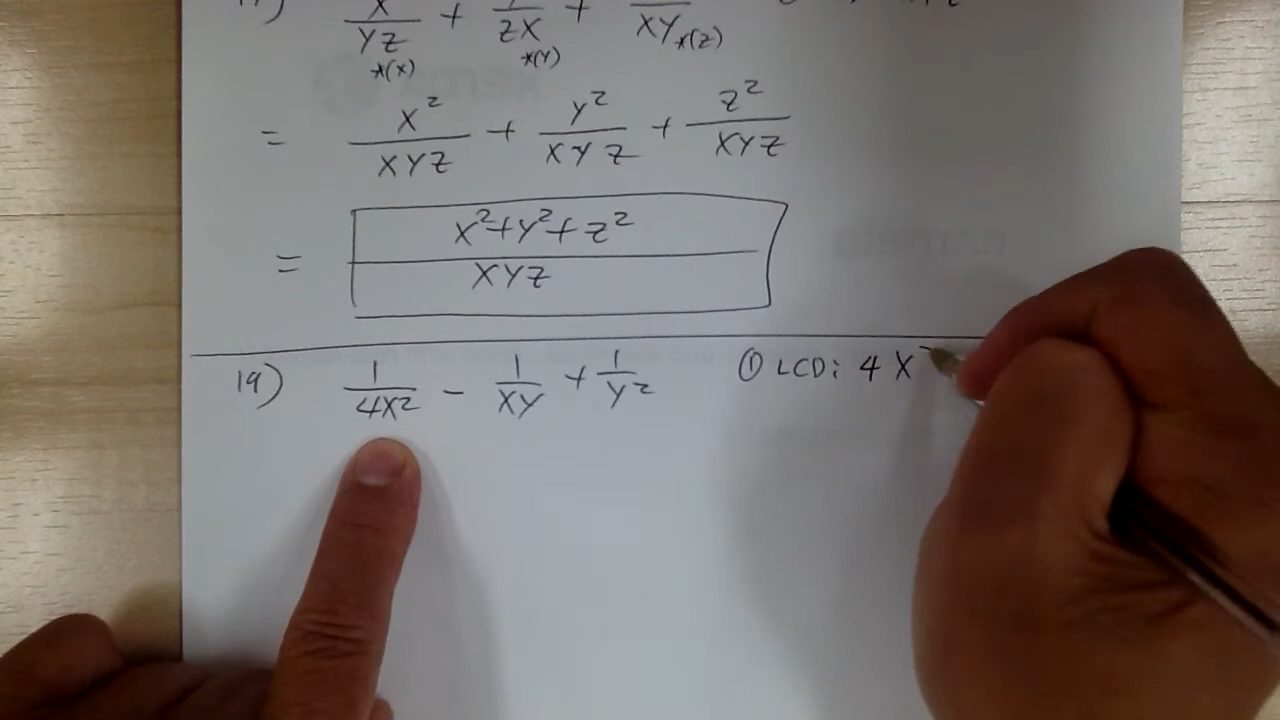 17) X/YZ *(X) + Y/ZX *(Y) + /XY *(Z)
= X²/XYZ + Y²/XYZ + Z²/XYZ
= X²+Y²+Z²/XYZ
19) 1/4X² - 1/XY + 1/Y² ① LCD: 4X